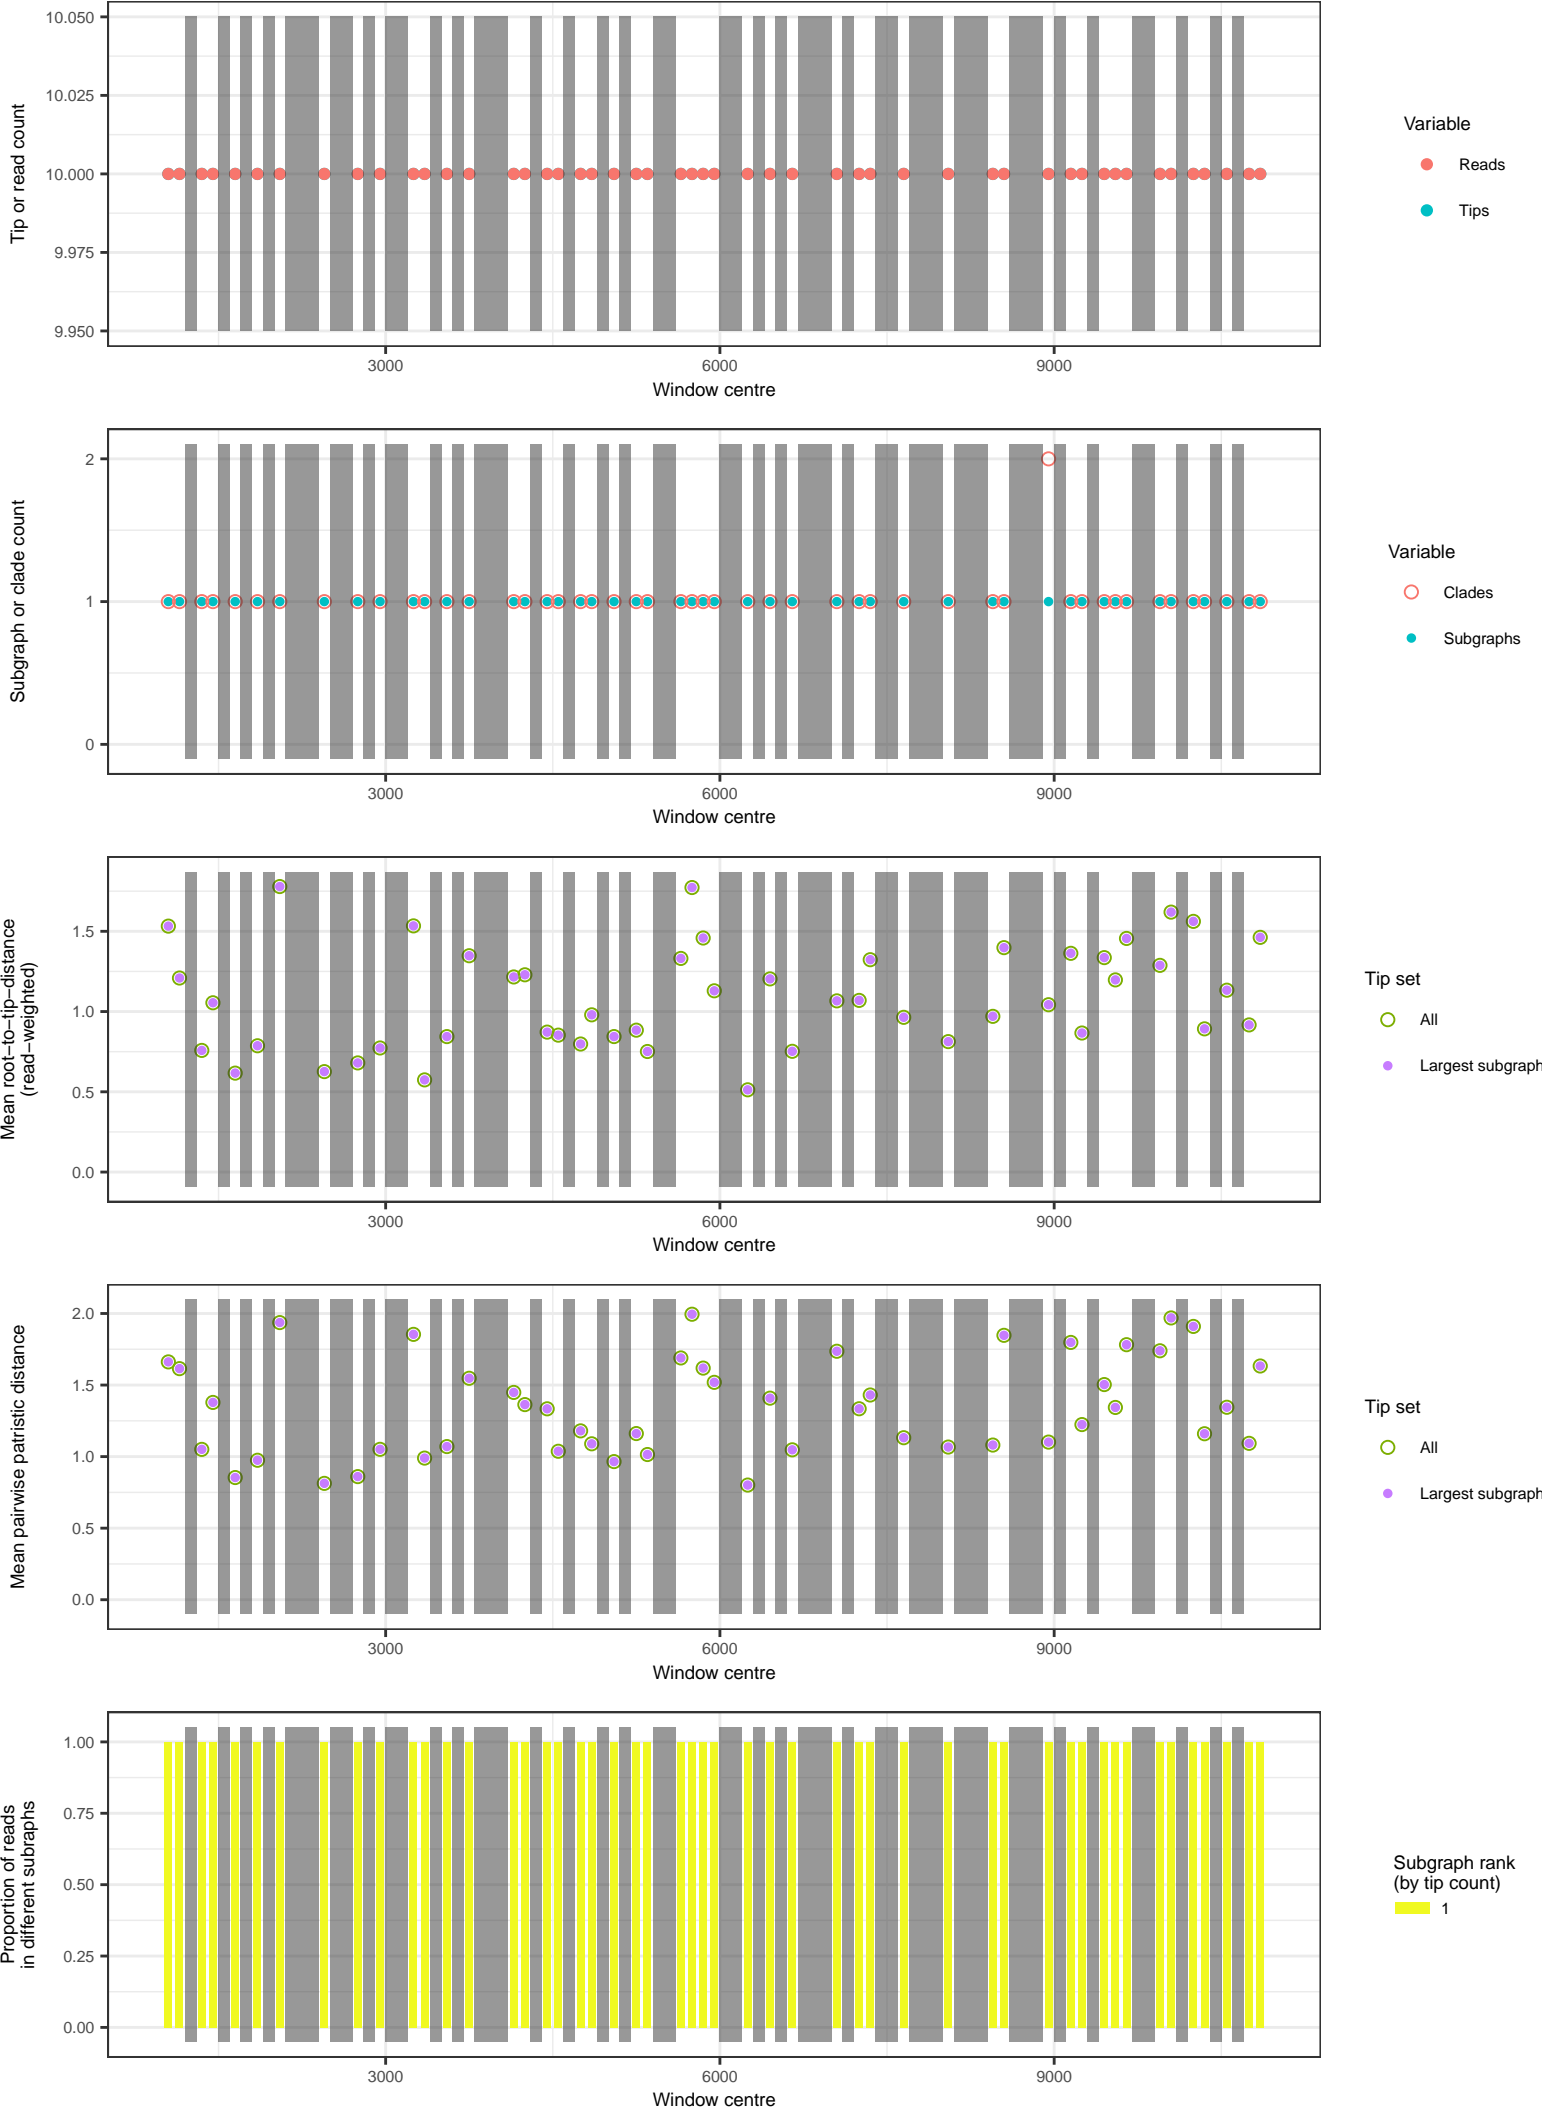 10.050
10.025
10.000
9.975
9.950
Tip or read count
3000
6000
9000
Window centre
Variable
Reads
Tips
2
1
0
Subgraph or clade count
3000
6000
9000
Window centre
Variable
Clades
Subgraphs
1.5
1.0
0.5
0.0
Mean root−to−tip−distance
(read−weighted)
3000
6000
9000
Window centre
Tip set
All
Largest subgraph
2.0
1.5
1.0
0.5
0.0
Mean pairwise patristic distance
3000
6000
9000
Window centre
Tip set
All
Largest subgraph
1.00
0.75
0.50
0.25
0.00
Proportion of reads
in different subraphs
3000
6000
9000
Window centre
Subgraph rank
(by tip count)
1